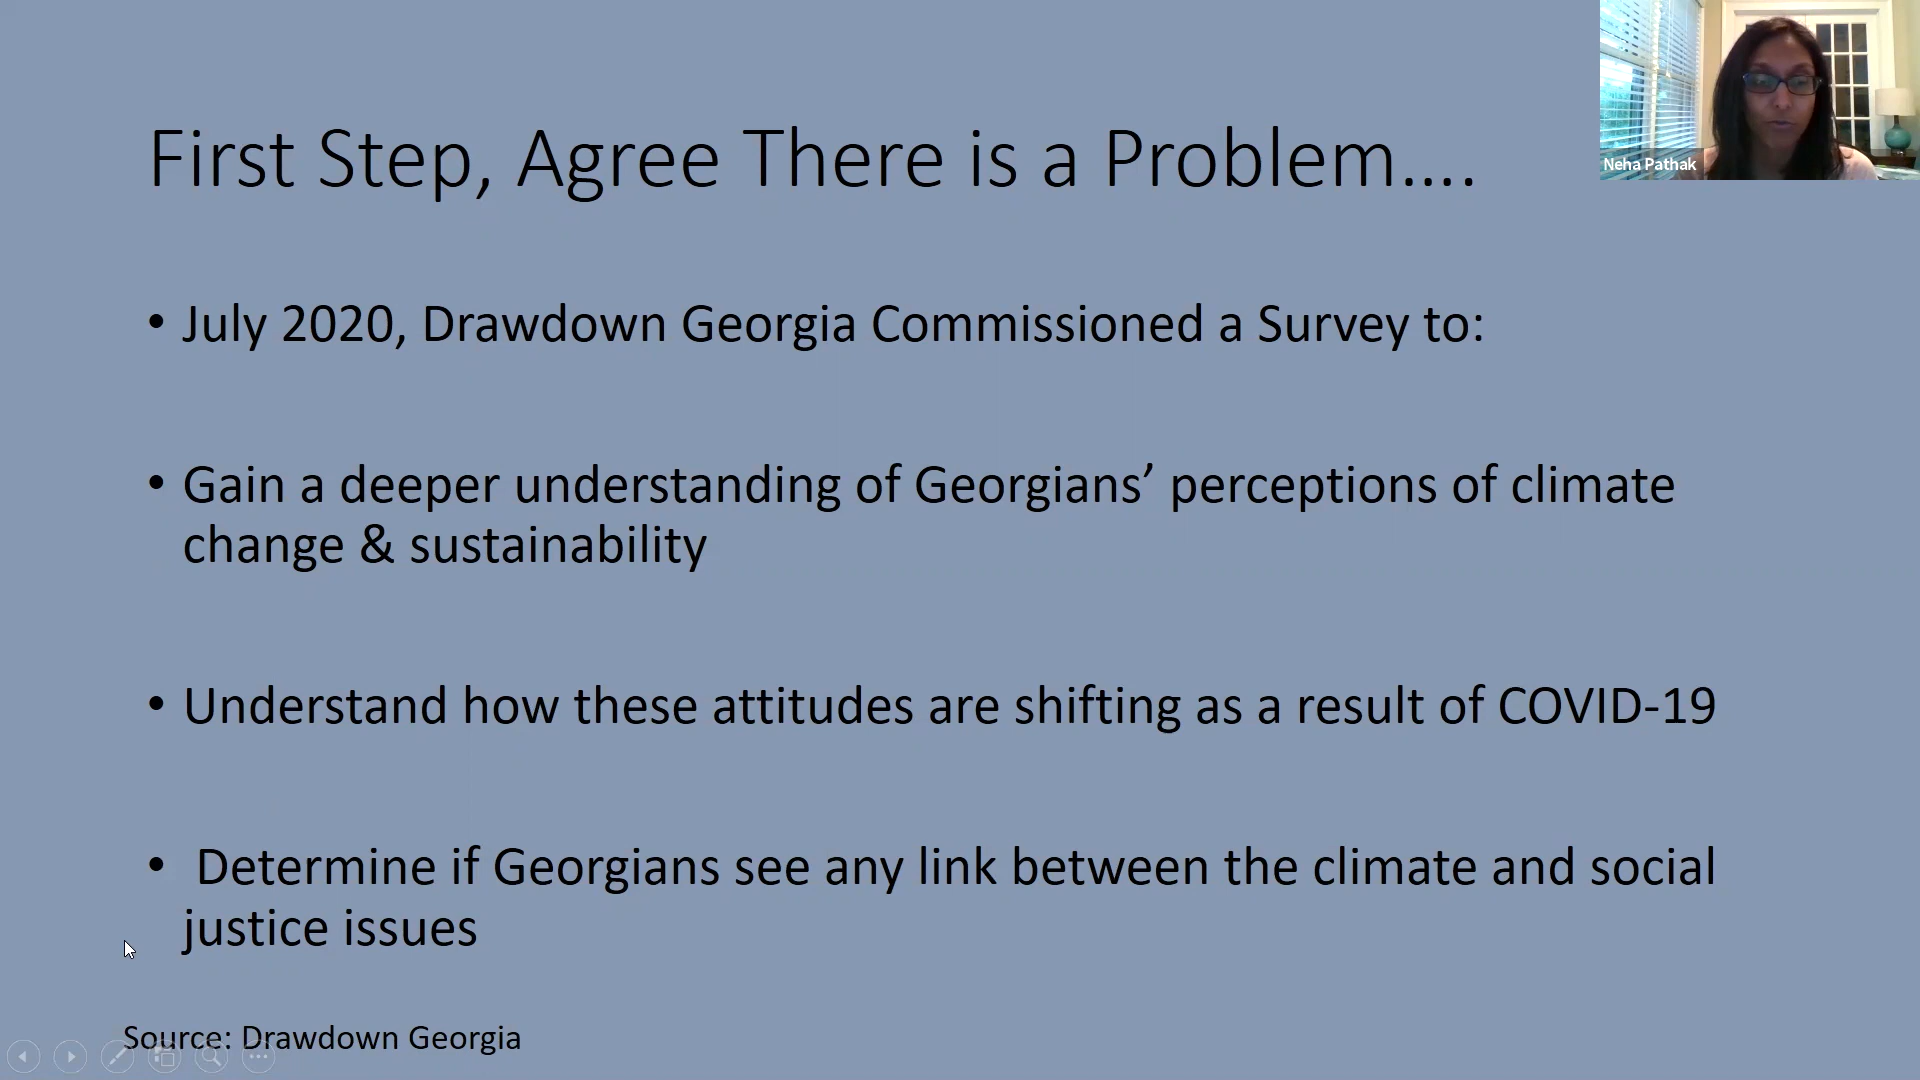 First Step, Agree There is a Problem....
Neha Pathak
• July 2020, Drawdown Georgia Commissioned a Survey to:
• Gain a deeper understanding of Georgians’ perceptions of climate
change & sustainability
• Understand how these attitudes are shifting as a result of COVID-19
• Determine if Georgians see any link between the climate and social
justice issues
Source: Drawdown Georgia